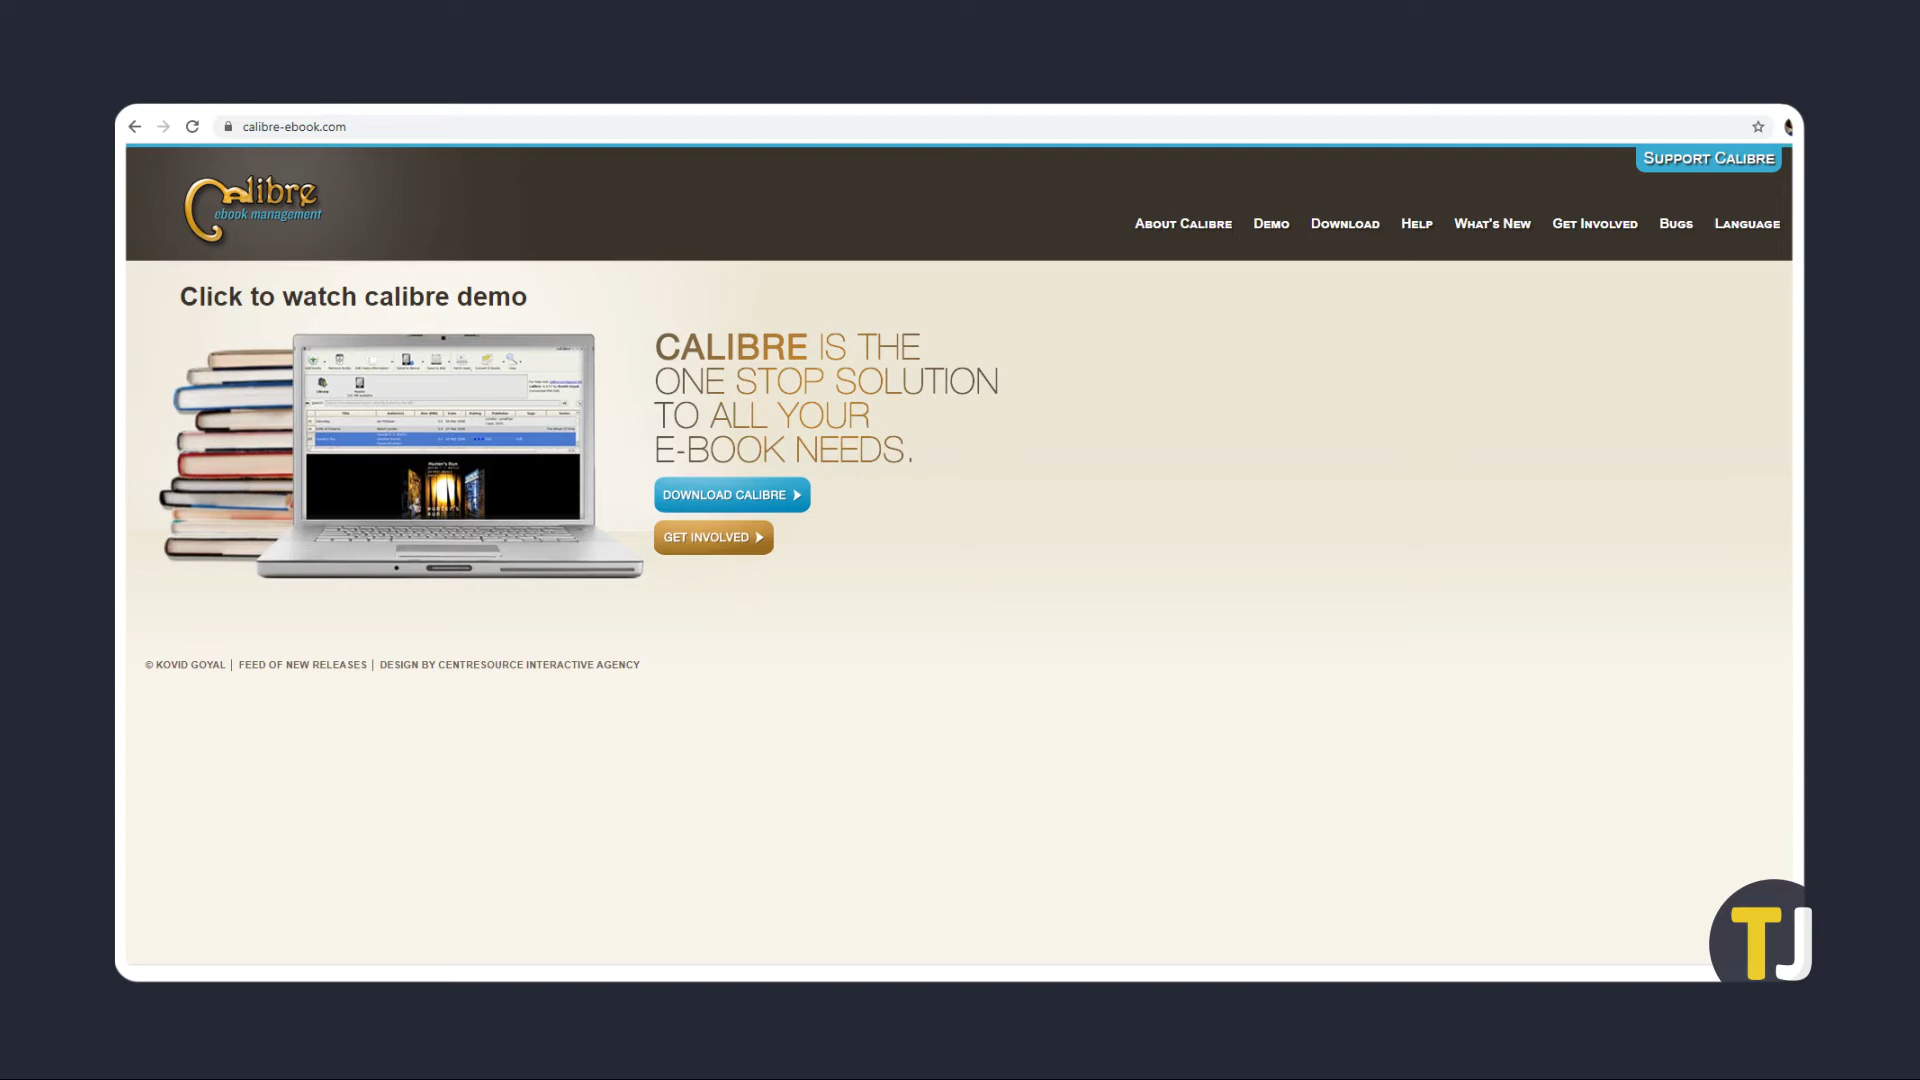 calibre-ebook.com
SUPPORT CALIBRE
Calibre
ebook management
ABOUT CALIBRE DEMO DOWNLOAD HELP WHAT'S NEW GET INVOLVED BUGS LANGUAGE
Click to watch calibre demo
Hunter's Run
CALIBRE IS THE
ONE STOP SOLUTION
TO ALL YOUR
E-BOOK NEEDS.
DOWNLOAD CALIBRE
GET INVOLVED
© KOVID GOYAL | FEED OF NEW RELEASES | DESIGN BY CENTRESOURCE INTERACTIVE AGENCY
TJ